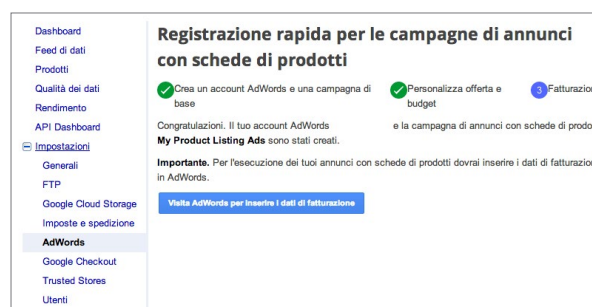 Dashboard
Feed di dati
Prodotti
Qualità dei dati
Rendimento
API Dashboard
Impostazioni
Generali
FTP
Google Cloud Storage
Imposte e spedizione
AdWords
Google Checkout
Trusted Stores
Utenti
Registrazione rapida per le campagne di annunci
con schede di prodotti
Crea un account AdWords e una campagna di
base
Personalizza offerta e
budget
3 Fatturazion
Congratulazioni. Il tuo account AdWords e la campagna di annunci con schede di prodo
My Product Listing Ads sono stati creati.
Importante. Per l'esecuzione dei tuoi annunci con schede di prodotti dovrai inserire i dati di fatturazion
in AdWords.
Visita AdWords per inserire i dati di fatturazione